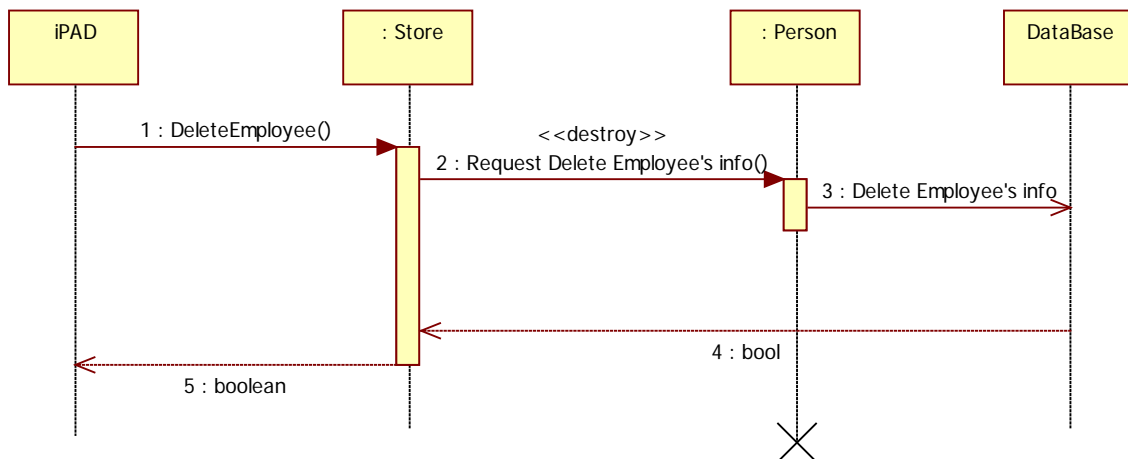 iPAD
: Store
: Person
DataBase
1 : DeleteEmployee()
<<destroy>>
2 : Request Delete Employee's info()
3 : Delete Employee's info
4 : bool
5 : boolean